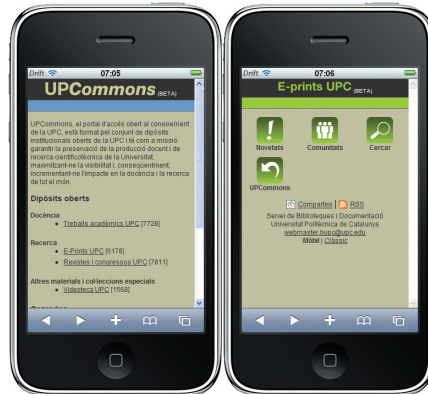 Drift 07:05
UPCommons (BETA)
UPCommons, el portal d'accés obert al coneixement
de la UPC, està format pel conjunt de dipòsits
institucionals oberts de la UPC i té com a missió
garantir la preservació de la producció docent i de
recerca cientificotècnica de la Universitat,
maximitzant-ne la visibilitat i, consegüentment,
incrementant-ne l'impacte en la docència i la recerca
de tot el món.
Dipòsits oberts
Docència
Treballs acadèmics UPC [7728]
Recerca
E-Prints UPC [6178]
Revistes i congressos UPC [7811]
Altres materials i col·leccions especials
Videoteca UPC [1568]
Drift 07:06
E-prints UPC (BETA)
Novetats Comunitats Cercar
UPCommons
Comparteix | RSS
Servei de Biblioteques i Documentació
Universitat Politècnica de Catalunya
webmaster.bupc@upc.edu
Mòbil | Clàssic